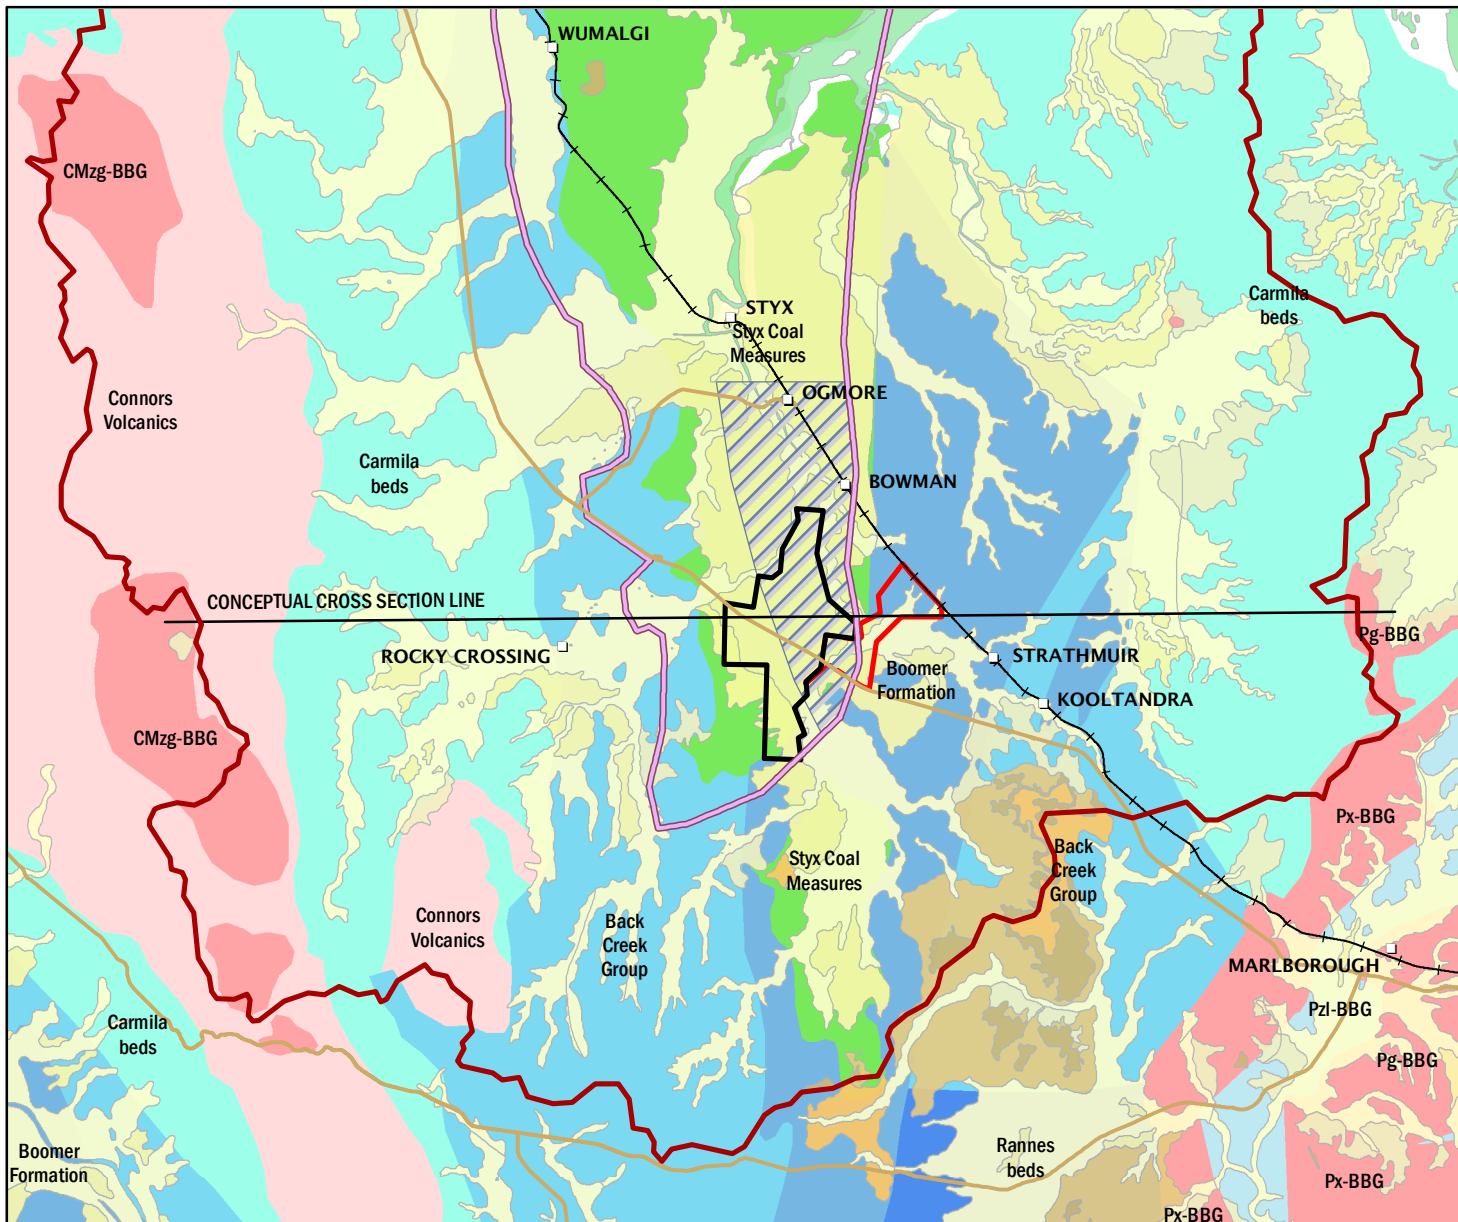 WUMALGI
CMzg-BBG
Carmila
beds
STYX
Styx Coal
Measures
Connors
Volcanics
OGMORE
Carmila
beds
BOWMAN
CONCEPTUAL CROSS SECTION LINE
Pg-BBG
ROCKY CROSSING
STRATHMUIR
Boomer
Formation
KOOLTANDRA
CMzg-BBG
Px-BBG
Back
Creek
Group
Styx Coal
Measures
Connors
Volcanics
Back
Creek
Group
MARLBOROUGH
Pzl-BBG
Carmila
beds
Pg-BBG
Boomer
Formation
Rannes
beds
Px-BBG
Px-BBG